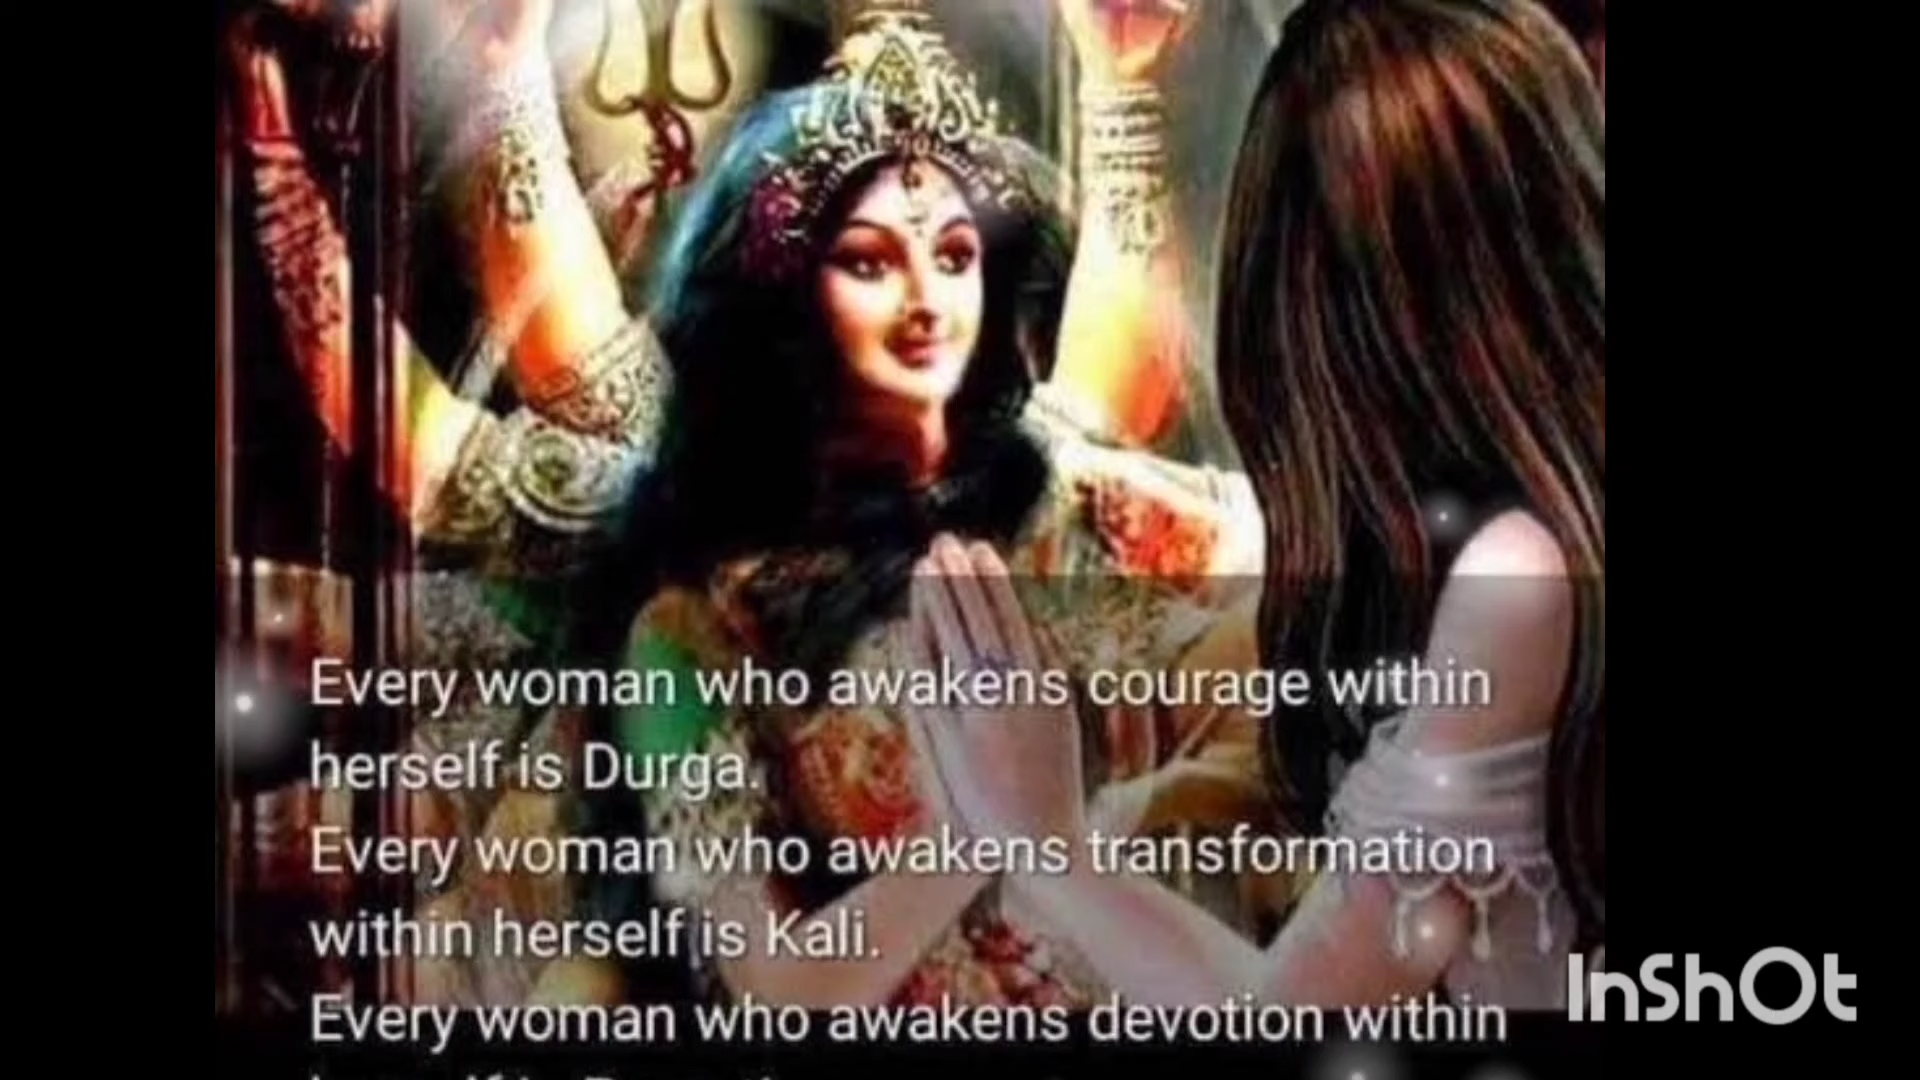 Every woman who awakens courage within
herself is Durga.
Every woman who awakens transformation
within herself is Kali.
Every woman who awakens devotion within
InShOt